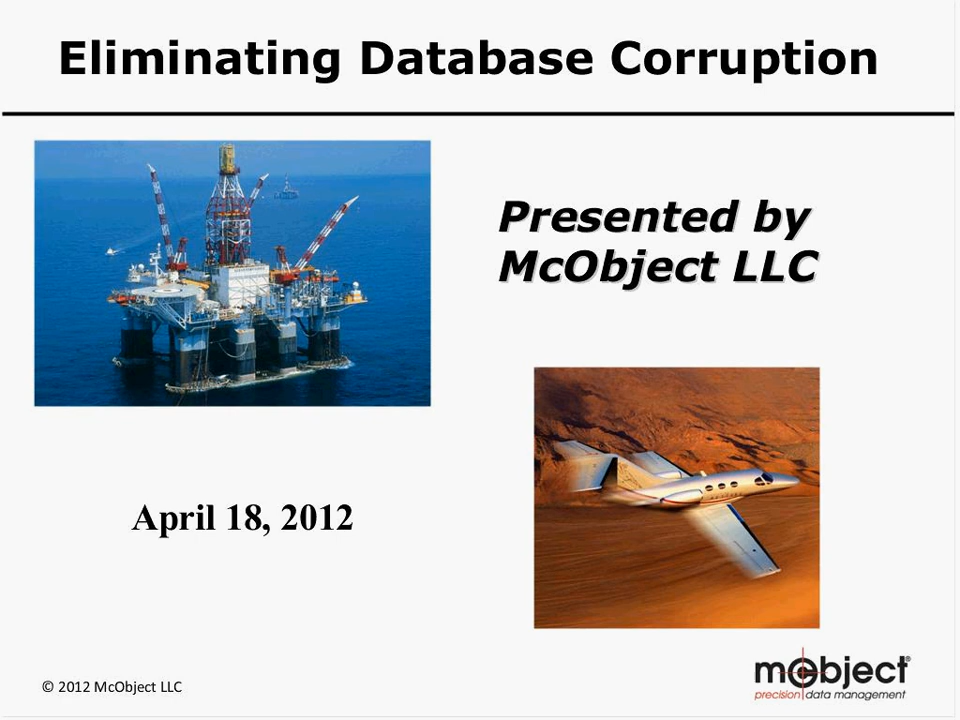 Eliminating Database Corruption
Presented by
McObject LLC
April 18, 2012
© 2012 McObject LLC
mcobject®
precision data management